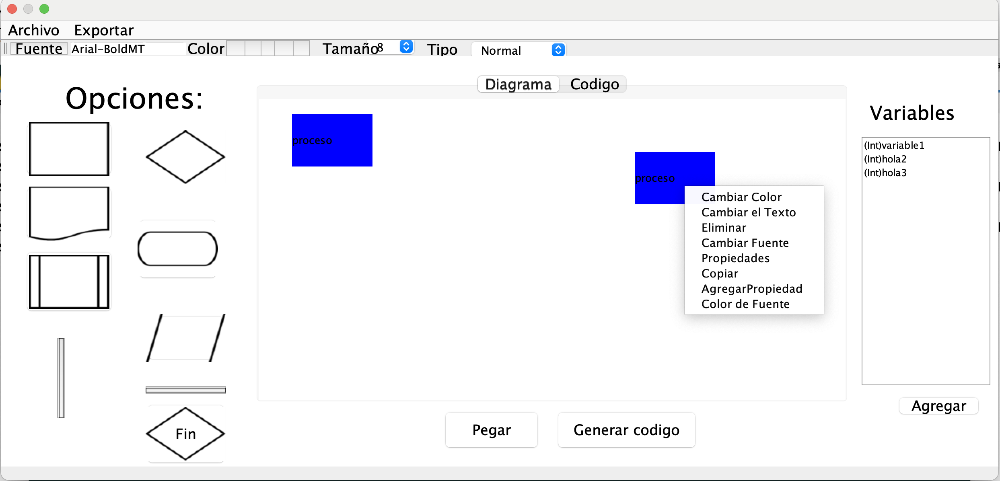 Archivo Exportar
Fuente Arial-BoldMT Color Tamaño 8 Tipo Normal
Diagrama Codigo
Opciones:
Variables
proceso
proceso
(Int)variable1
(Int)hola2
(Int)hola3
Cambiar Color
Cambiar el Texto
Eliminar
Cambiar Fuente
Propiedades
Copiar
AgregarPropiedad
Color de Fuente
Agregar
Fin
Pegar
Generar codigo